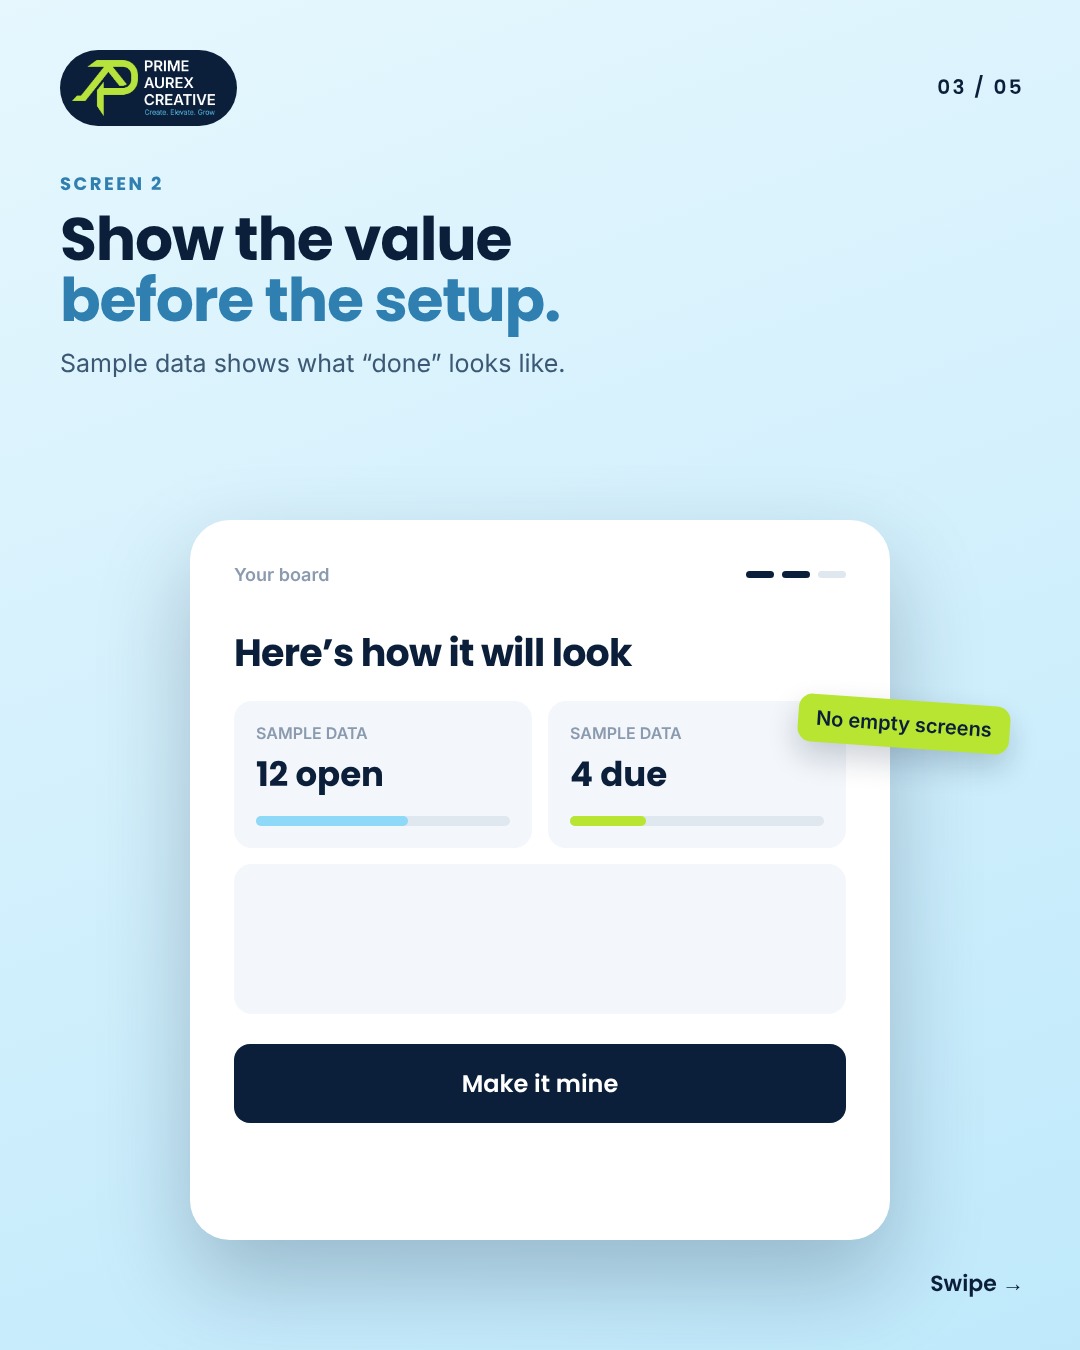 PRIME
AUREX
CREATIVE
Create. Elevate. Grow
03 / 05
SCREEN 2
Show the value
before the setup.
Sample data shows what “done” looks like.
Your board
Here’s how it will look
SAMPLE DATA
12 open
SAMPLE DATA
4 due
No empty screens
Make it mine
Swipe →